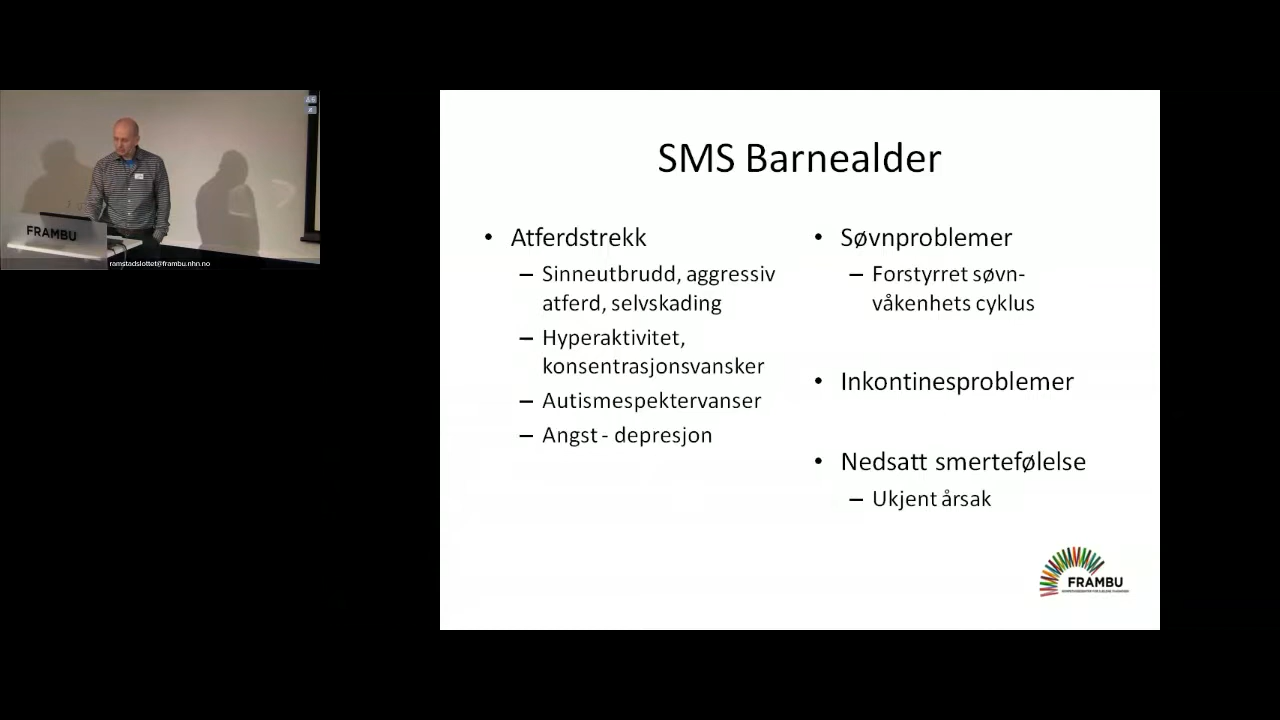 FRAMBU
ramstadslottet@frambu.nhn.no
SMS Barnealder
• Atferdstrekk
– Sinneutbrudd, aggressiv
atferd, selvskading
– Hyperaktivitet,
konsentrasjonsvansker
– Autismespektervanser
– Angst - depresjon
• Søvnproblemer
– Forstyrret søvn-
våkenhets cyklus
• Inkontinesproblemer
• Nedsatt smertefølelse
– Ukjent årsak
FRAMBU